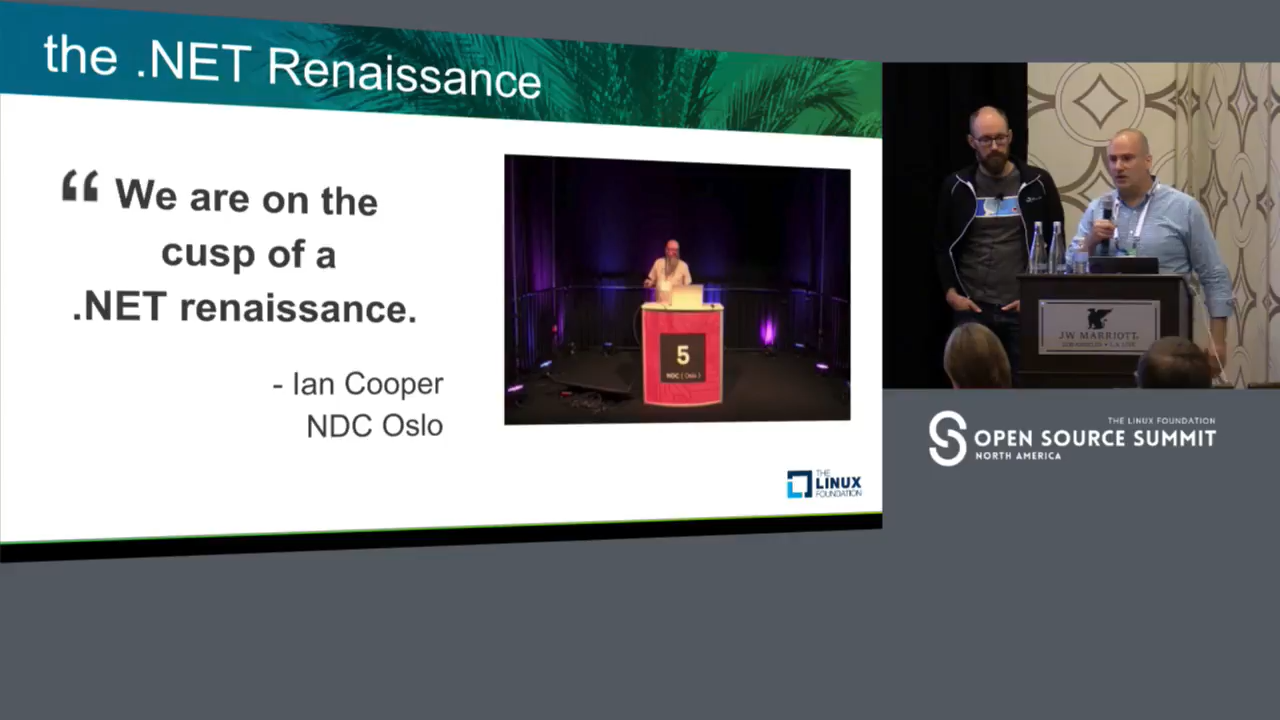 the .NET Renaissance
“ We are on the
cusp of a
.NET renaissance.
- Ian Cooper
NDC Oslo
5
NDC { Oslo }
THE
LINUX
FOUNDATION
JW MARRIOTT
THE LINUX FOUNDATION
OPEN SOURCE SUMMIT
NORTH AMERICA